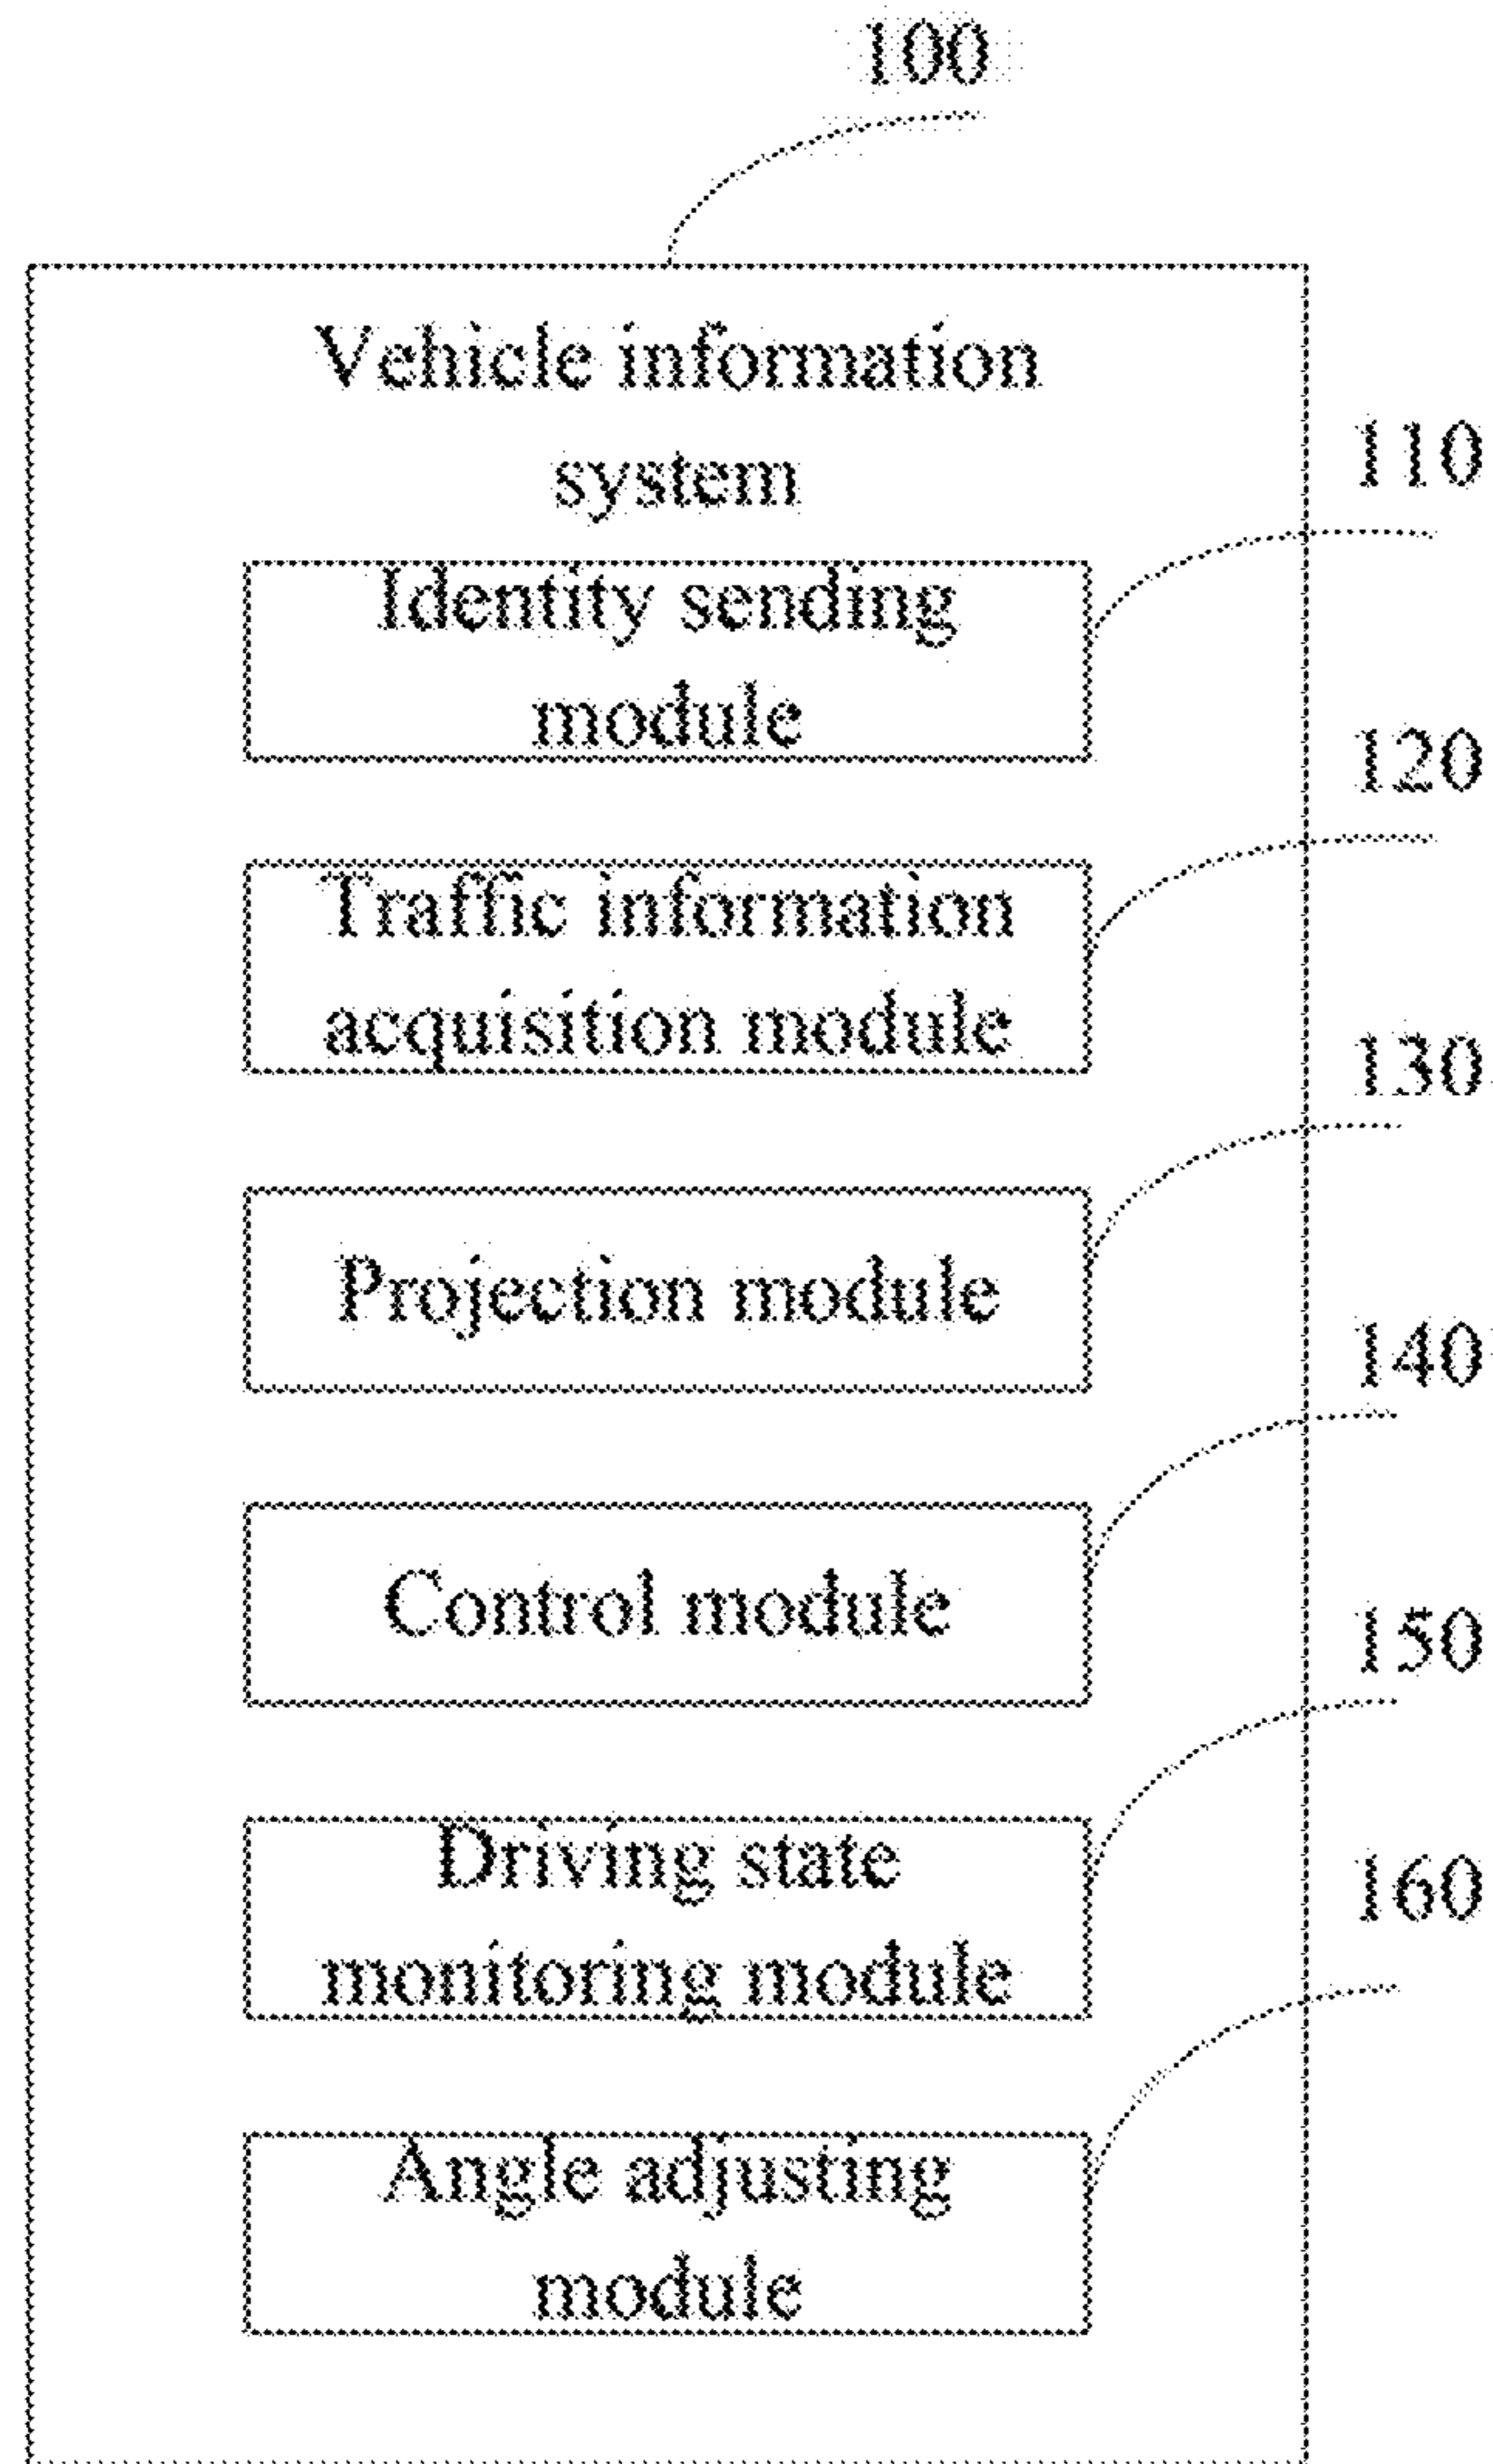 100
Vehicle information
system
110
Identity sending
module
120
Traffic information
acquisition module
130
Projection module
140
Control module
150
Driving state
monitoring module
160
Angle adjusting
module